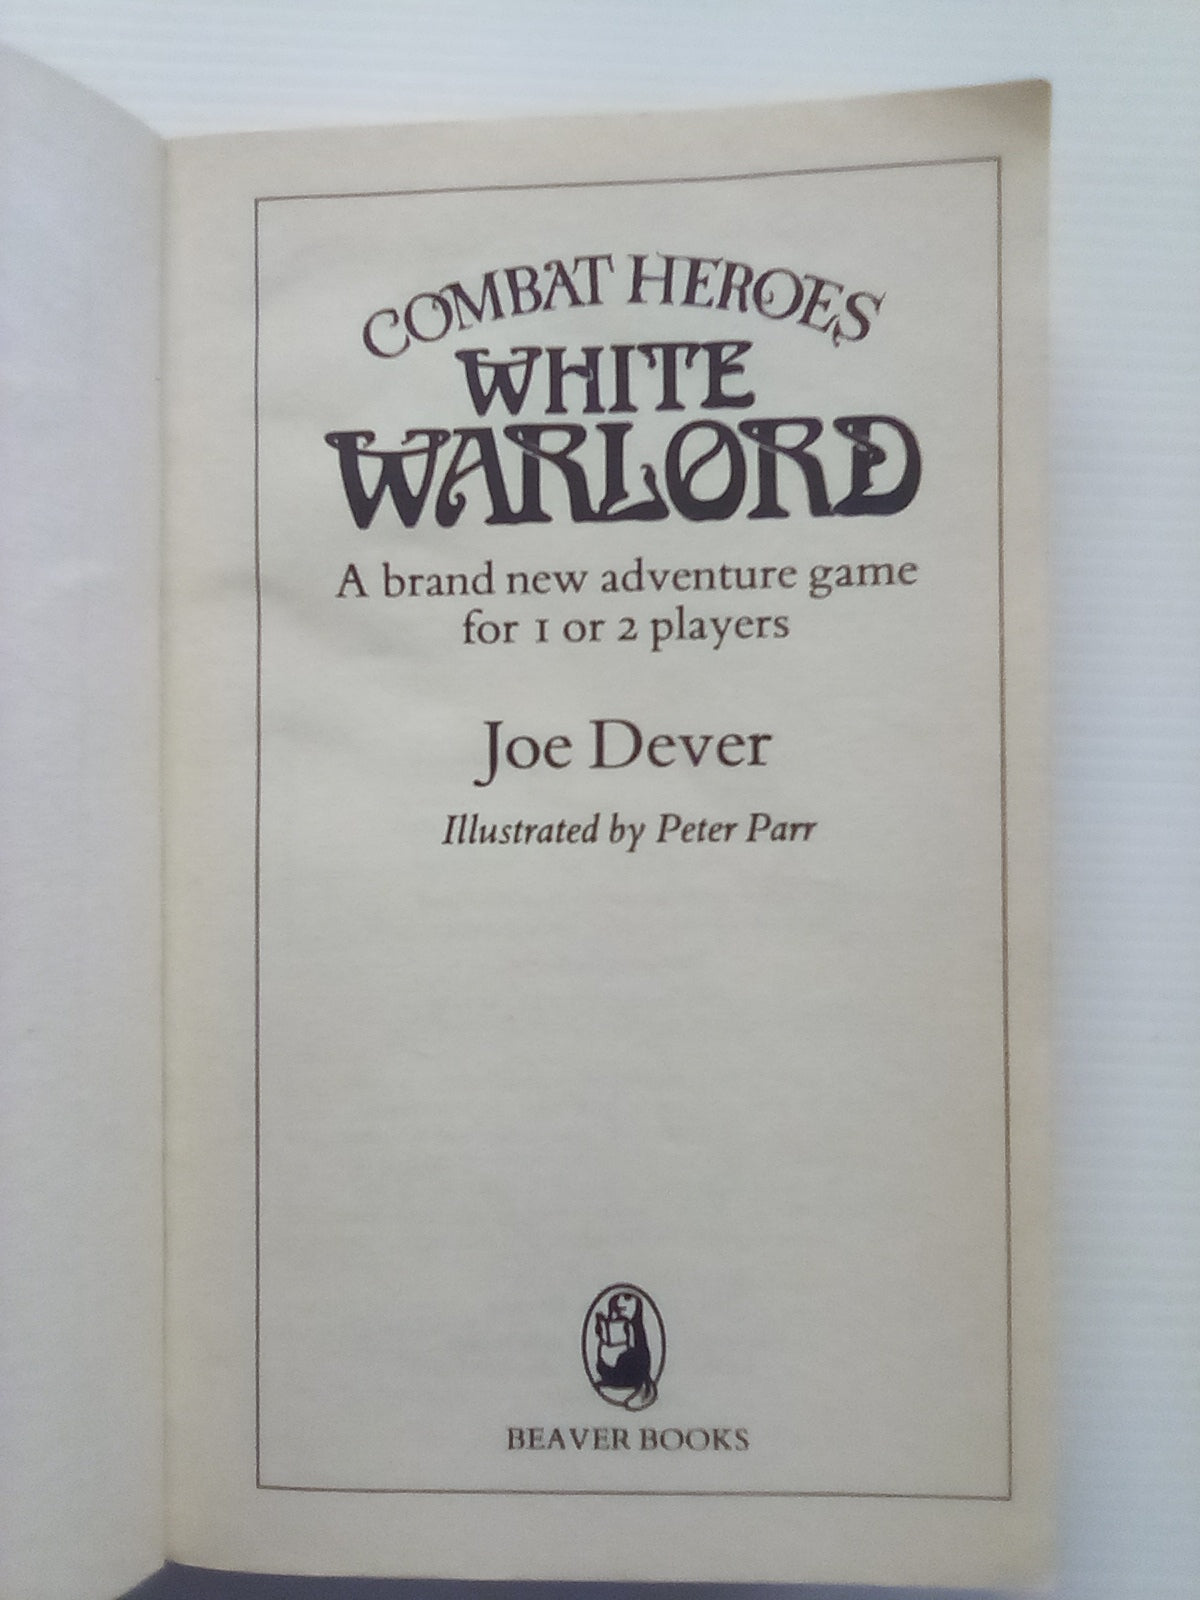 COMBAT HEROES
WHITE
WARLORD
A brand new adventure game
for 1 or 2 players
Joe Dever
Illustrated by Peter Parr
BEAVER BOOKS